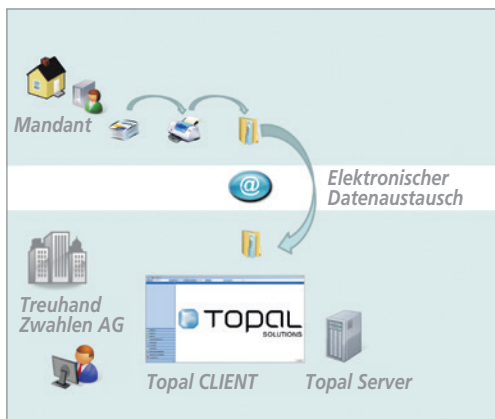 Mandant
@
Elektronischer
Datenaustausch
Treuhand
Zwahlen AG
TOPAL
SOLUTIONS
Topal CLIENT
Topal Server